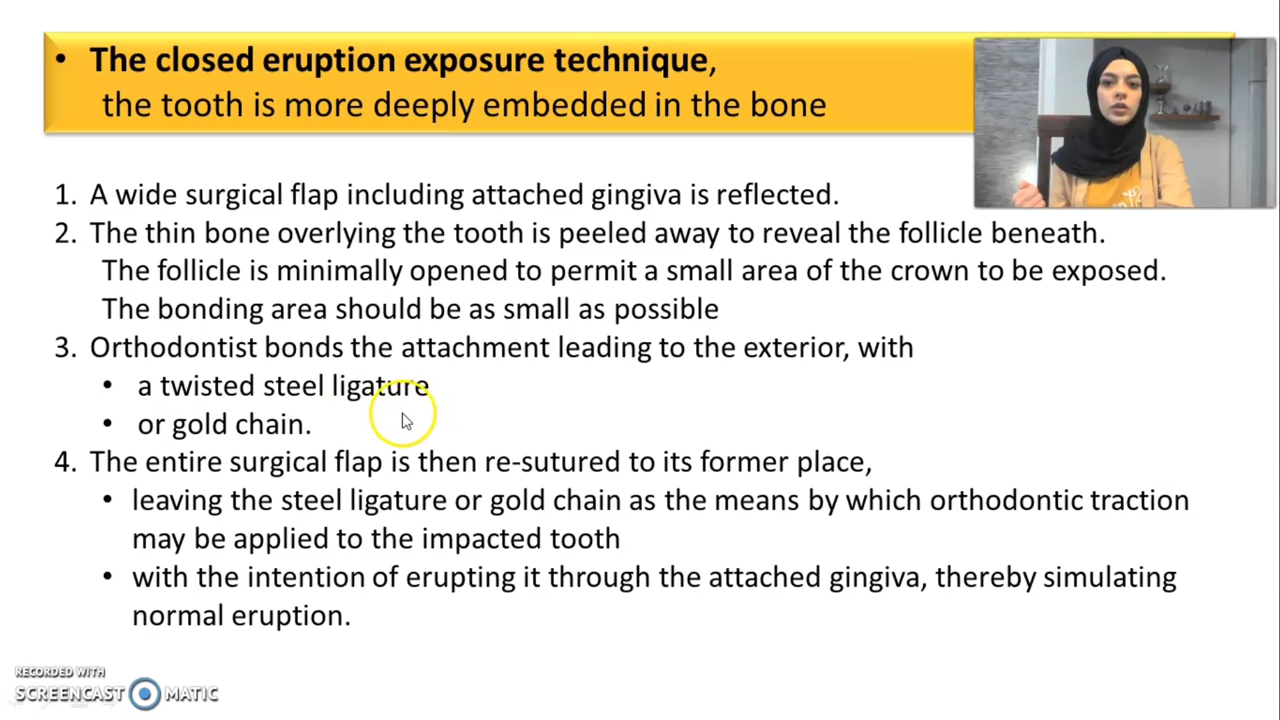 • The closed eruption exposure technique,
the tooth is more deeply embedded in the bone
1. A wide surgical flap including attached gingiva is reflected.
2. The thin bone overlying the tooth is peeled away to reveal the follicle beneath.
The follicle is minimally opened to permit a small area of the crown to be exposed.
The bonding area should be as small as possible
3. Orthodontist bonds the attachment leading to the exterior, with
• a twisted steel ligature
• or gold chain.
4. The entire surgical flap is then re-sutured to its former place,
• leaving the steel ligature or gold chain as the means by which orthodontic traction
may be applied to the impacted tooth
• with the intention of erupting it through the attached gingiva, thereby simulating
normal eruption.
RECORDED WITH
SCREENCAST MATIC